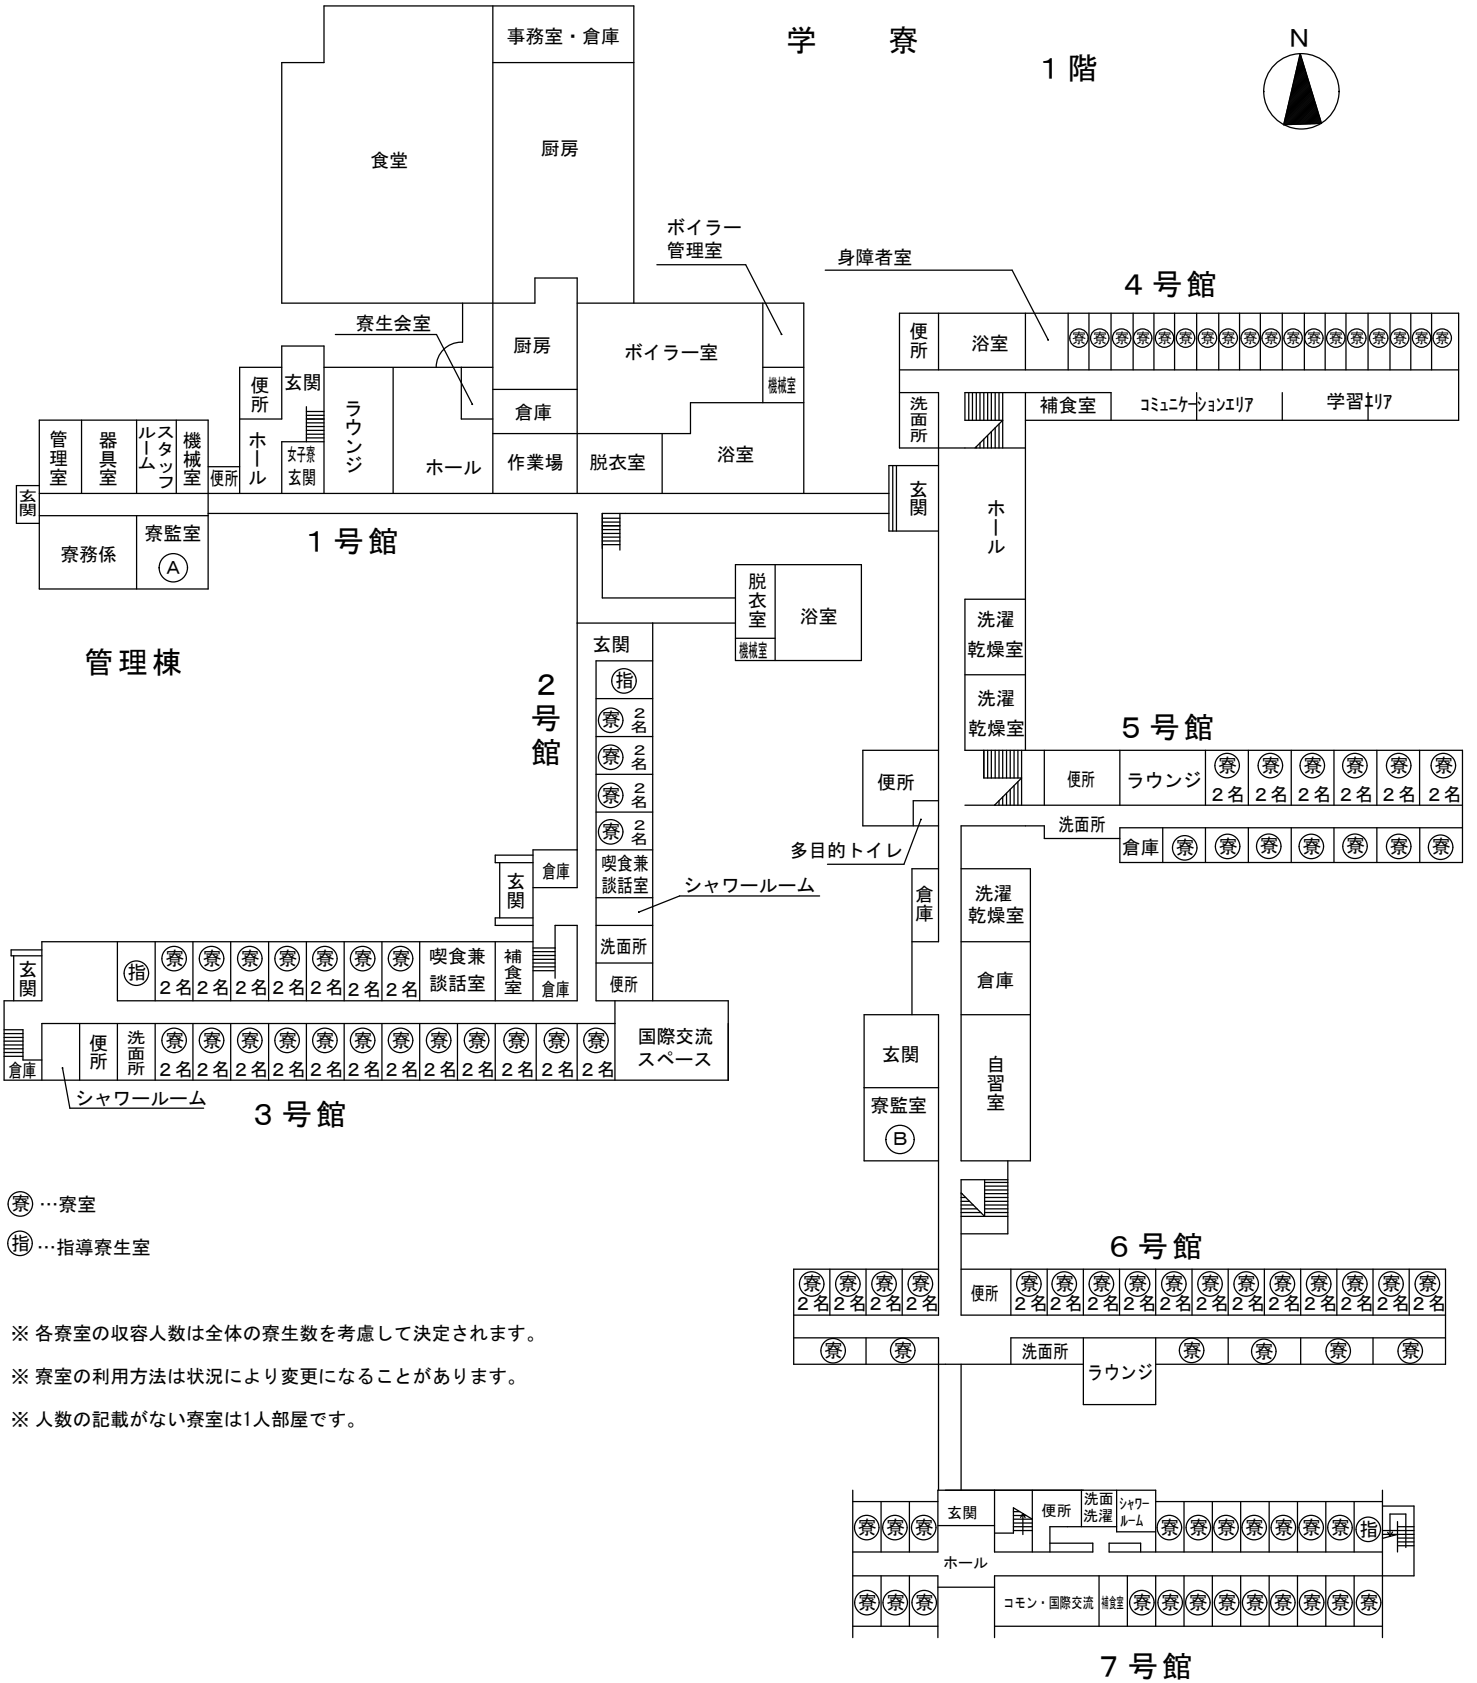 学 寮
1階
N
事務室・倉庫
食堂
厨房
ボイラー
管理室
身障者室
4号館
寮生会室
厨房
ボイラー室
機械室
便所
浴室
寮 寮 寮 寮 寮 寮 寮 寮 寮 寮 寮 寮 寮 寮 寮 寮 寮 寮
便所
玄関
ラウンジ
倉庫
洗面所
補食室
コミュニケーションエリア
学習エリア
管理室
器具室
スタッフルーム
機械室
便所
ホール
女子寮
玄関
ホール
作業場
脱衣室
浴室
玄関
玄関
ホール
1号館
寮務係
寮監室
A
脱衣室
機械室
浴室
洗濯
乾燥室
洗濯
乾燥室
管理棟
玄関
2号館
指
寮 2名
寮 2名
寮 2名
寮 2名
喫食兼
談話室
シャワールーム
洗面所
便所
5号館
便所
多目的トイレ
便所
ラウンジ
寮 寮 寮 寮 寮 寮
2名 2名 2名 2名 2名 2名
洗面所
倉庫
寮 寮 寮 寮 寮 寮 寮
倉庫
玄関
倉庫
洗濯
乾燥室
倉庫
玄関
指
寮 寮 寮 寮 寮 寮 寮
2名 2名 2名 2名 2名 2名 2名
喫食兼
談話室
補食室
倉庫
倉庫
便所
洗面所
寮 寮 寮 寮 寮 寮 寮 寮 寮 寮 寮 寮
2名 2名 2名 2名 2名 2名 2名 2名 2名 2名 2名 2名
国際交流
スペース
シャワールーム
3号館
玄関
寮監室
B
自習室
寮 …寮室
指 …指導寮生室
※ 各寮室の収容人数は全体の寮生数を考慮して決定されます。
※ 寮室の利用方法は状況により変更になることがあります。
※ 人数の記載がない寮室は1人部屋です。
6号館
寮 寮 寮 寮
2名 2名 2名 2名
便所
寮 寮 寮 寮 寮 寮 寮 寮 寮 寮 寮 寮
2名 2名 2名 2名 2名 2名 2名 2名 2名 2名 2名 2名
寮 寮
洗面所
ラウンジ
寮 寮 寮 寮
寮 寮 寮
玄関
便所
洗面
洗濯
シャワー
ルーム
寮 寮 寮 寮 寮 寮 寮 指
ホール
寮 寮 寮
コモン・国際交流
補食室
寮 寮 寮 寮 寮 寮 寮 寮 寮
7号館